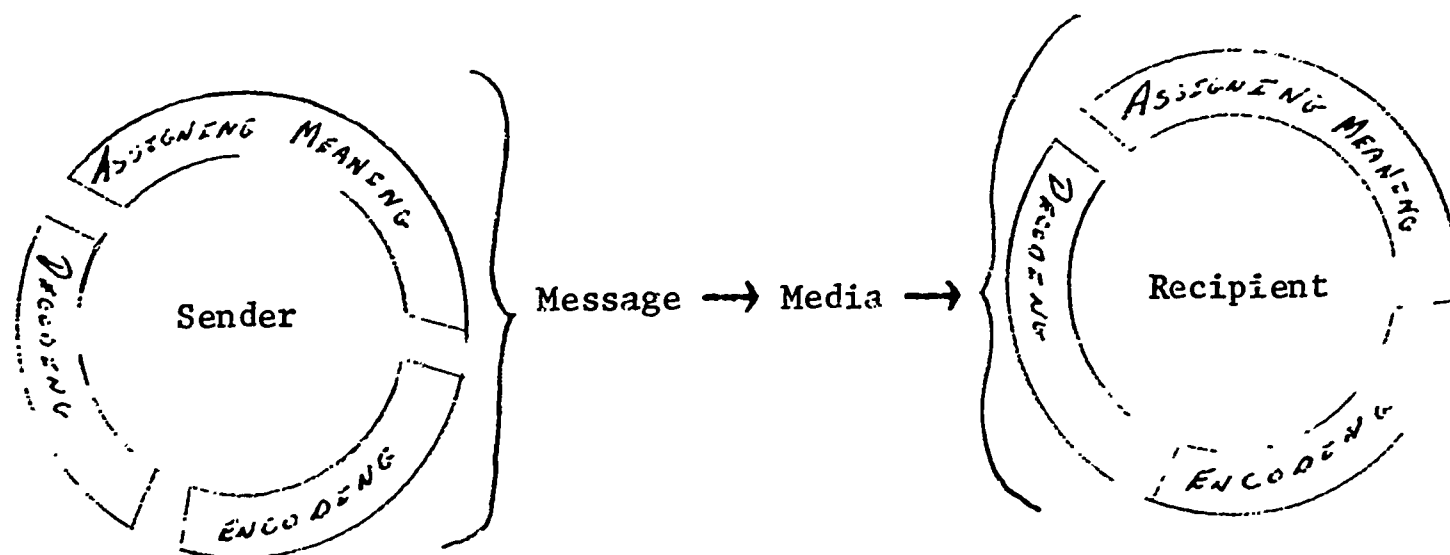 ASSIGNING MEANING
DECODING
Sender
ENCODING
Message → Media →
ASSIGNING MEANING
DECODING
Recipient
ENCODING